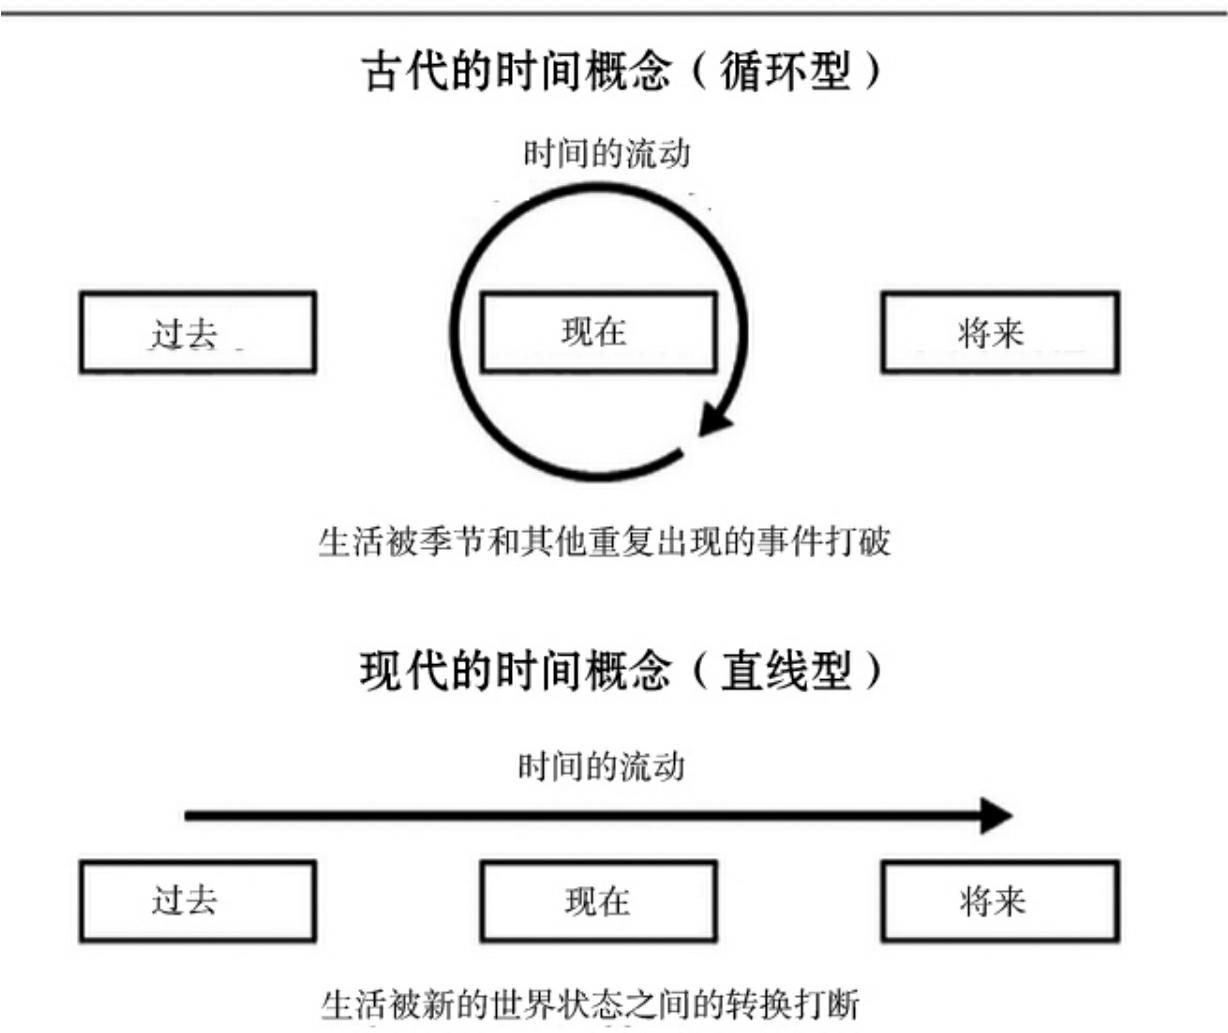 古代的时间概念（循环型）
时间的流动
过去
现在
将来
生活被季节和其他重复出现的事件打破
现代的时间概念（直线型）
时间的流动
过去
现在
将来
生活被新的世界状态之间的转换打断